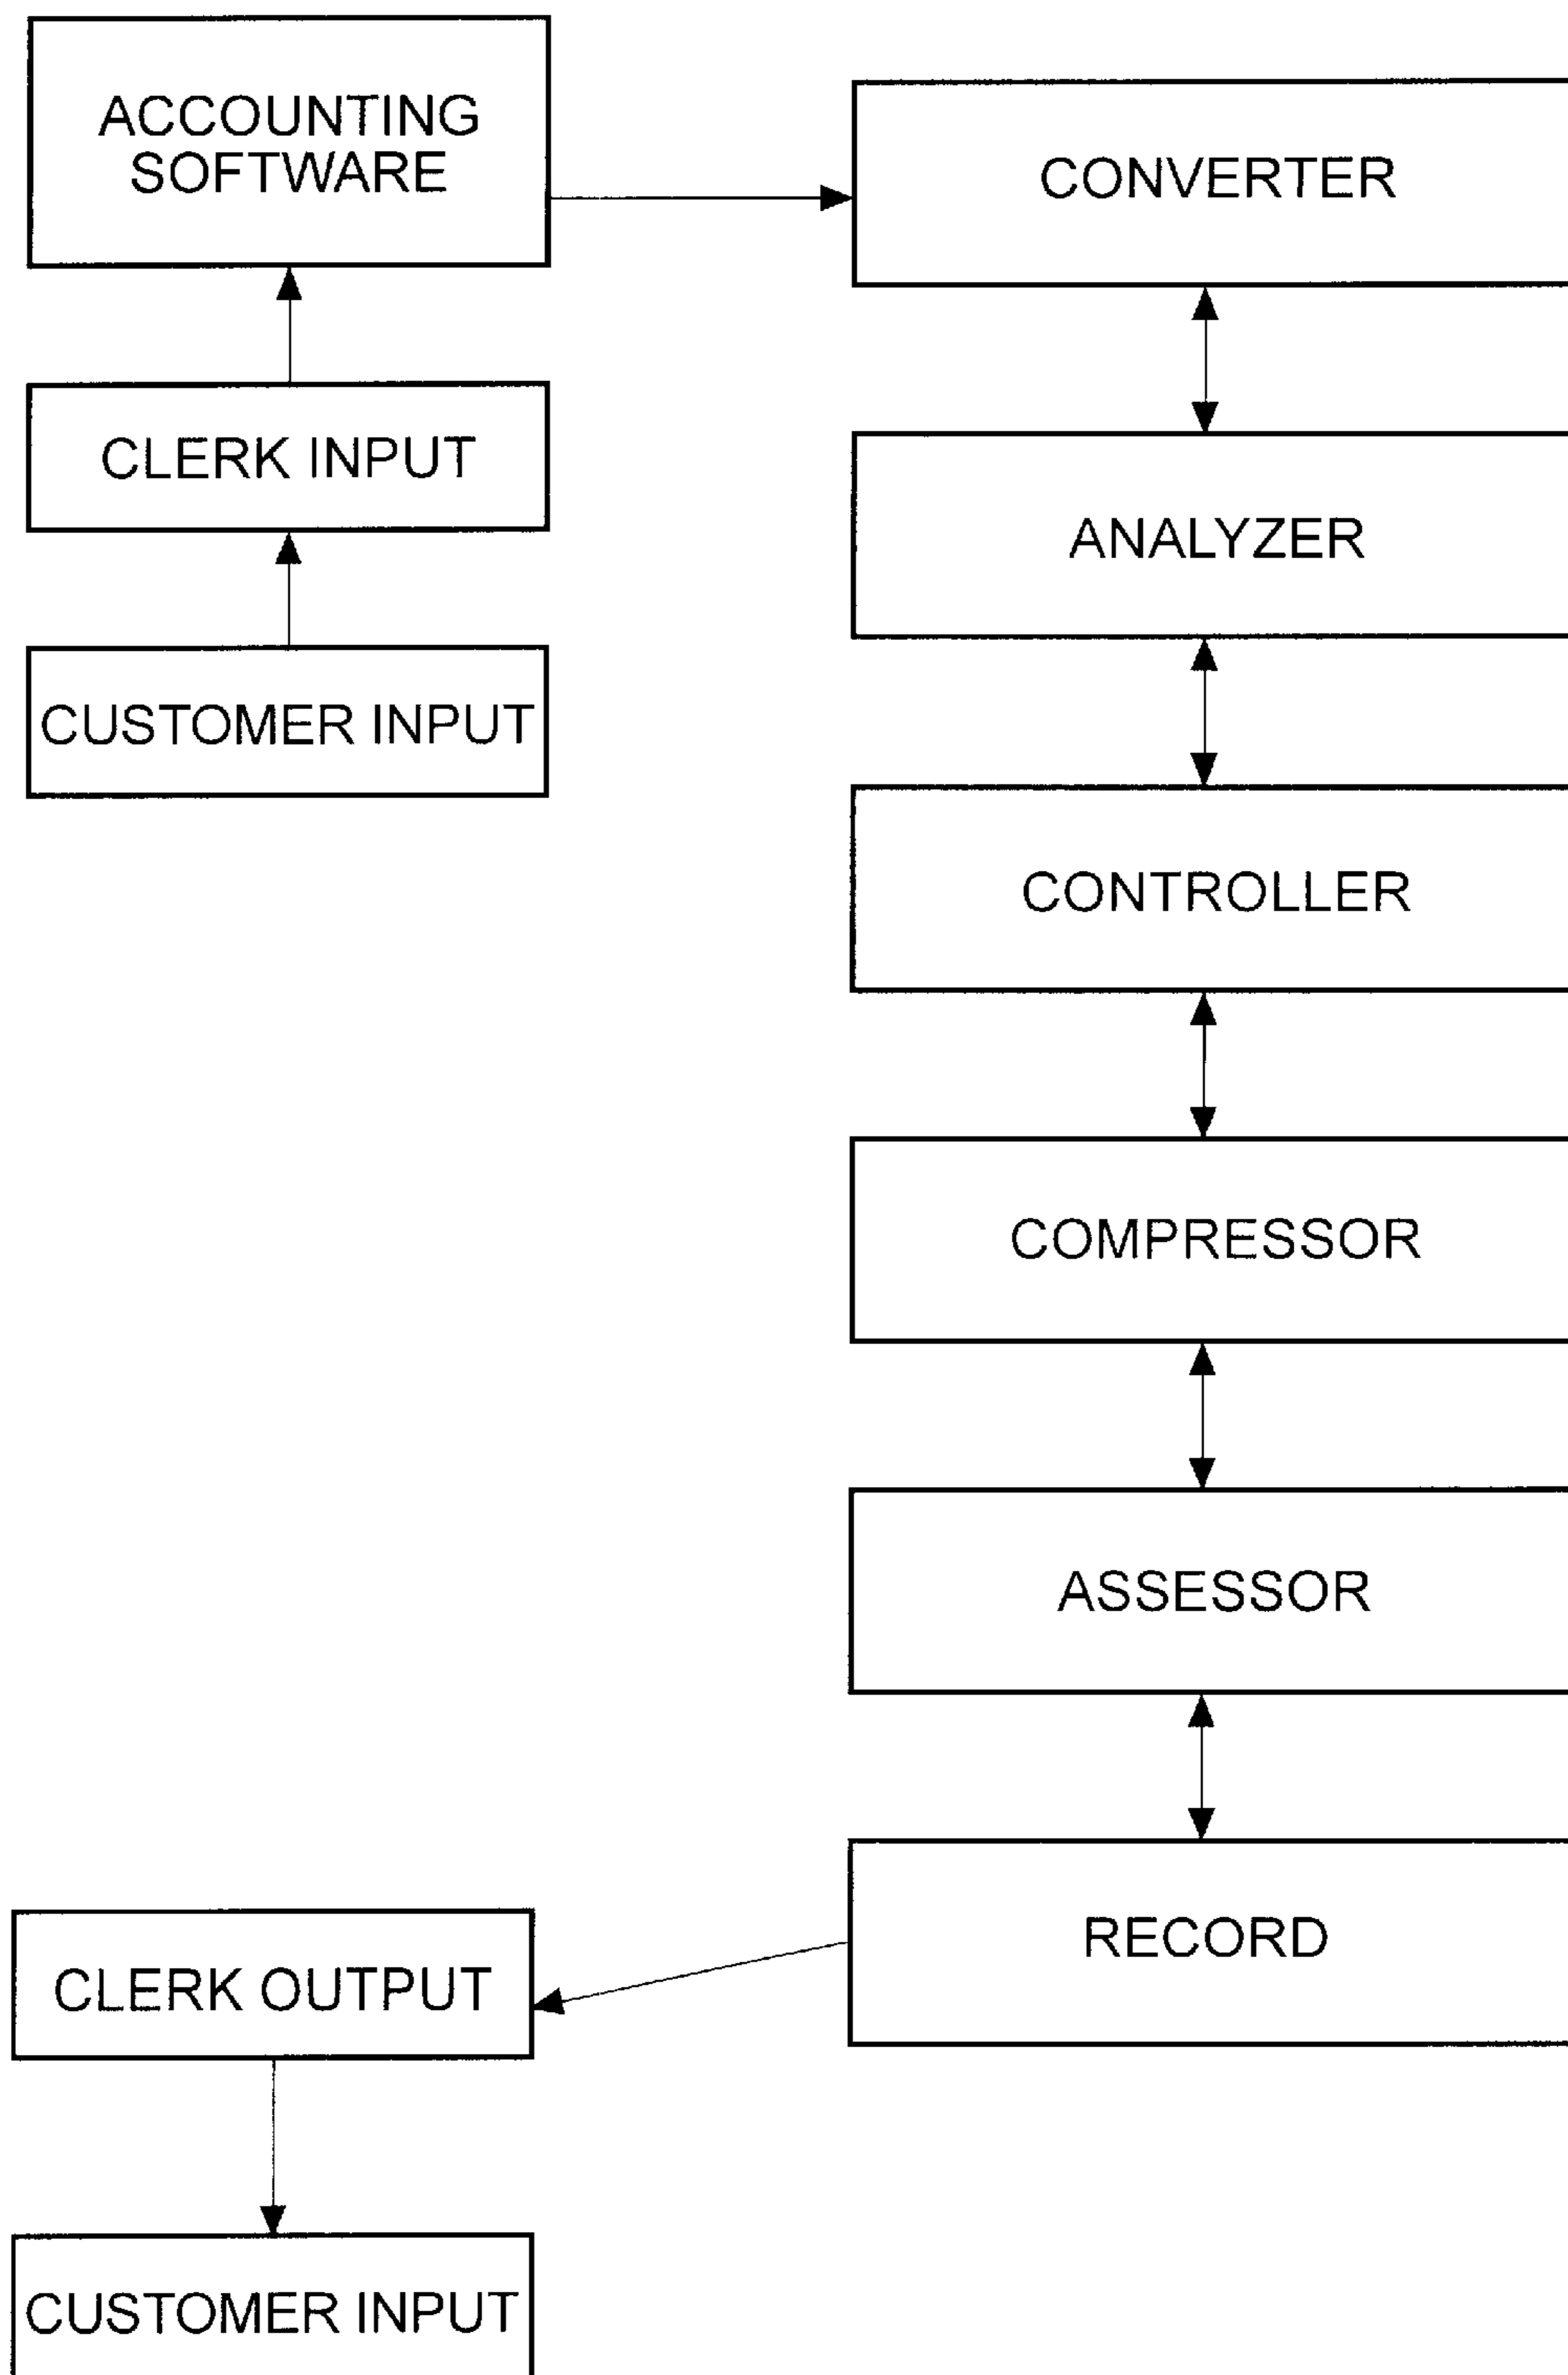 ACCOUNTING
SOFTWARE
CONVERTER
CLERK INPUT
ANALYZER
CUSTOMER INPUT
CONTROLLER
COMPRESSOR
ASSESSOR
RECORD
CLERK OUTPUT
CUSTOMER INPUT